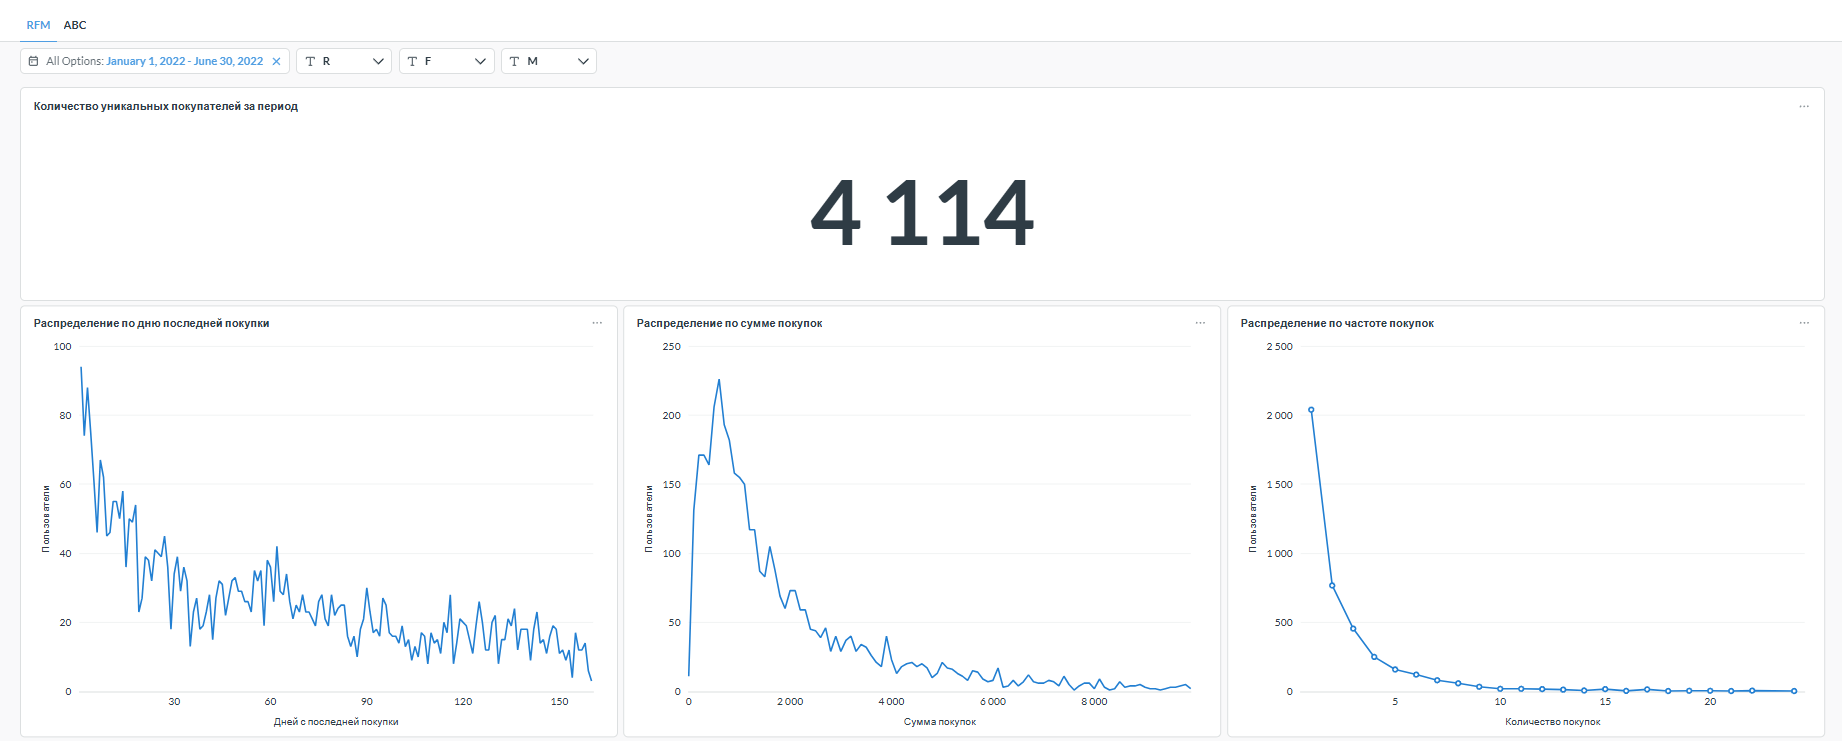 RFM ABC
All Options: January 1, 2022 - June 30, 2022
R
F
M
Количество уникальных покупателей за период
4 114
Распределение по дню последней покупки
100
80
60
40
20
0
Пользователи
30 60 90 120 150
Дней с последней покупки
Распределение по сумме покупок
250
200
150
100
50
0
Пользователи
0 2 000 4 000 6 000 8 000
Сумма покупок
Распределение по частоте покупок
2 500
2 000
1 500
1 000
500
0
Пользователи
5 10 15 20
Количество покупок